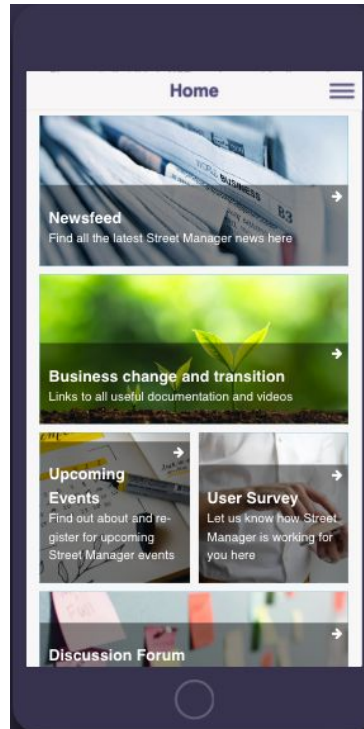 Home
BUSINESS
B3
Newsfeed
Find all the latest Street Manager news here
Business change and transition
Links to all useful documentation and videos
Upcoming
Events
Find out about and re-
gister for upcoming
Street Manager events
User Survey
Let us know how Street
Manager is working for
you here
Discussion Forum